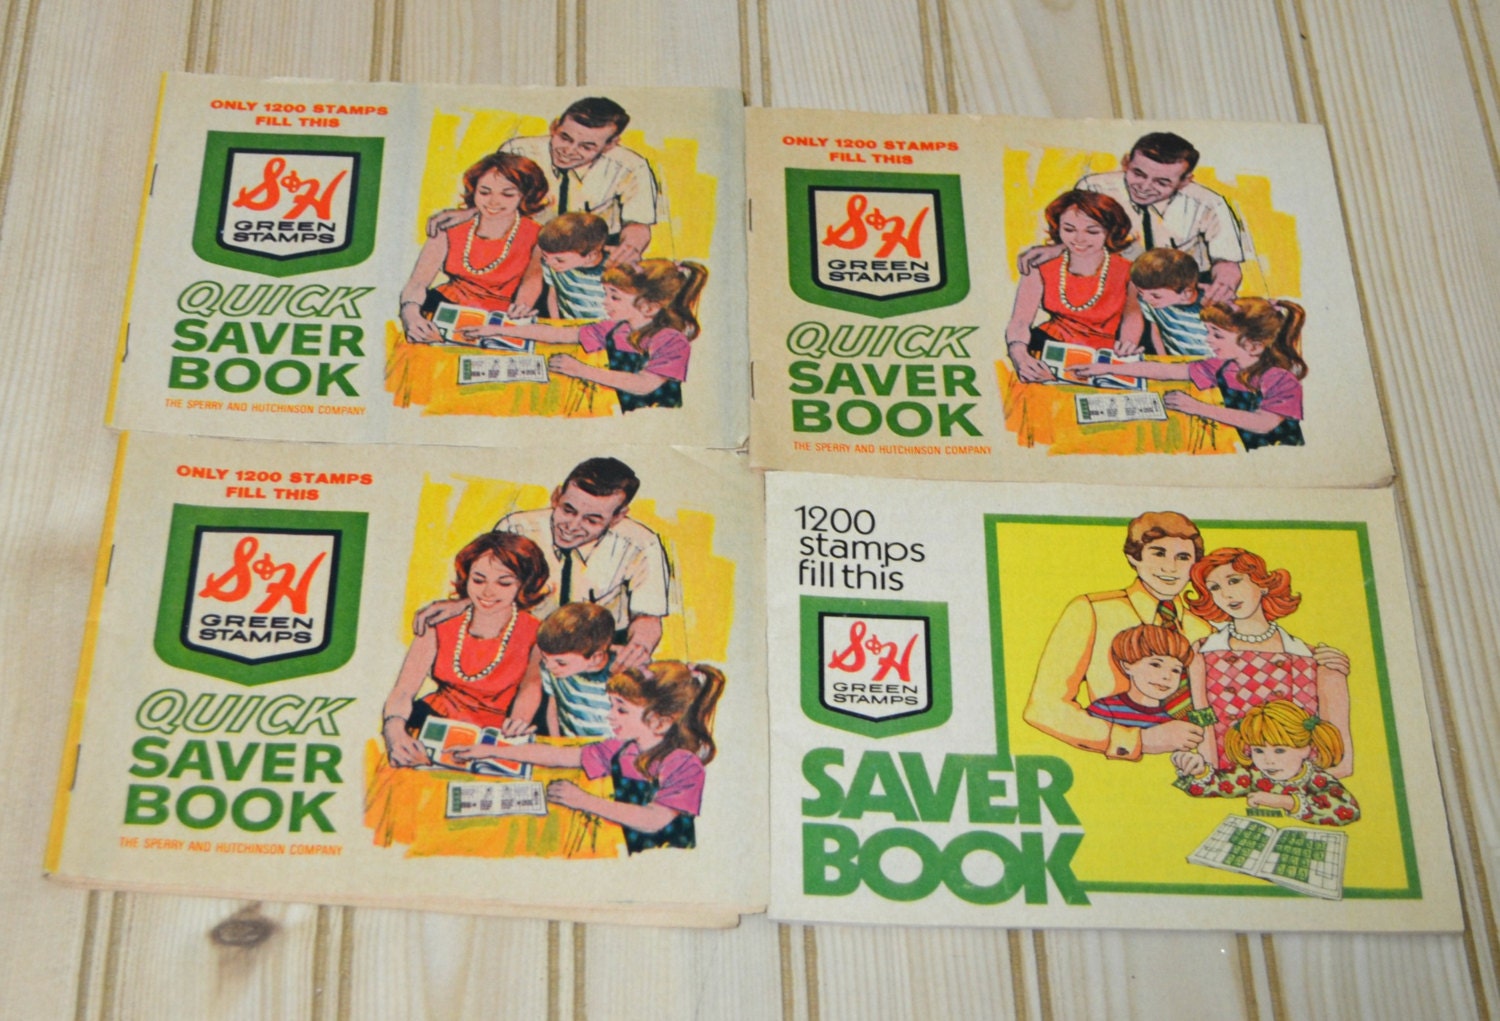 ONLY 1200 STAMPS
FILL THIS
S&H
GREEN
STAMPS
QUICK
SAVER
BOOK
THE SPERRY AND HUTCHINSON COMPANY
ONLY 1200 STAMPS
FILL THIS
S&H
GREEN
STAMPS
QUICK
SAVER
BOOK
THE SPERRY AND HUTCHINSON COMPANY
ONLY 1200 STAMPS
FILL THIS
S&H
GREEN
STAMPS
QUICK
SAVER
BOOK
THE SPERRY AND HUTCHINSON COMPANY
1200
stamps
fill this
S&H
GREEN
STAMPS
SAVER
BOOK